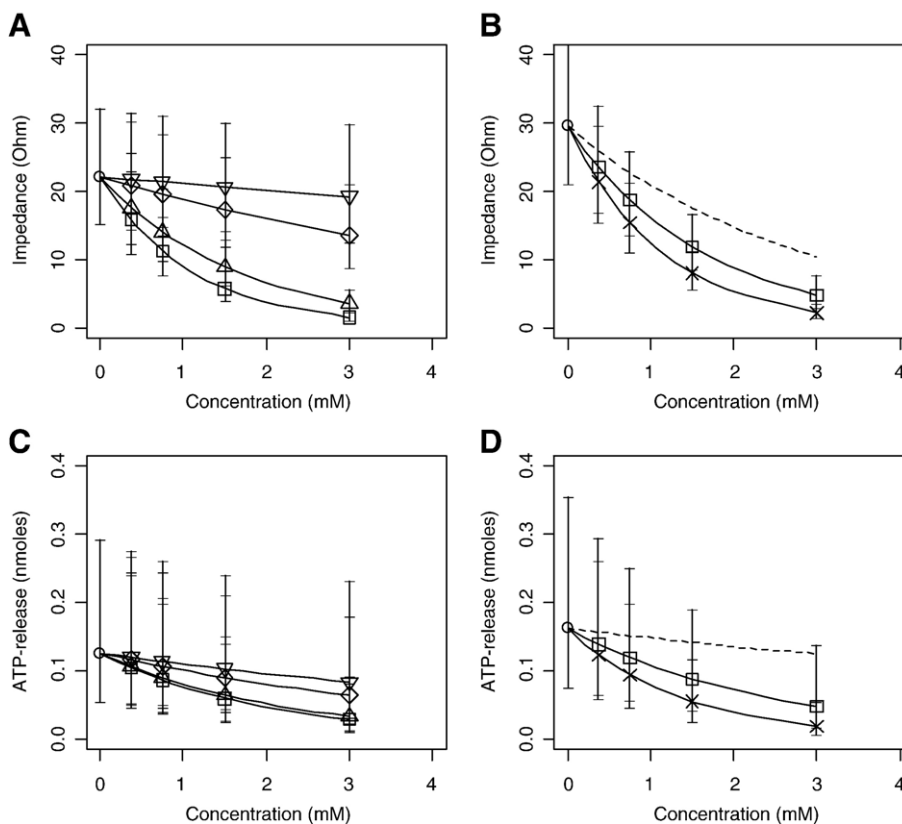 A
Impedance (Ohm)
40
30
20
10
0
0 1 2 3 4
Concentration (mM)
B
Impedance (Ohm)
40
30
20
10
0
0 1 2 3 4
Concentration (mM)
C
ATP-release (nmoles)
0.4
0.3
0.2
0.1
0.0
0 1 2 3 4
Concentration (mM)
D
ATP-release (nmoles)
0.4
0.3
0.2
0.1
0.0
0 1 2 3 4
Concentration (mM)